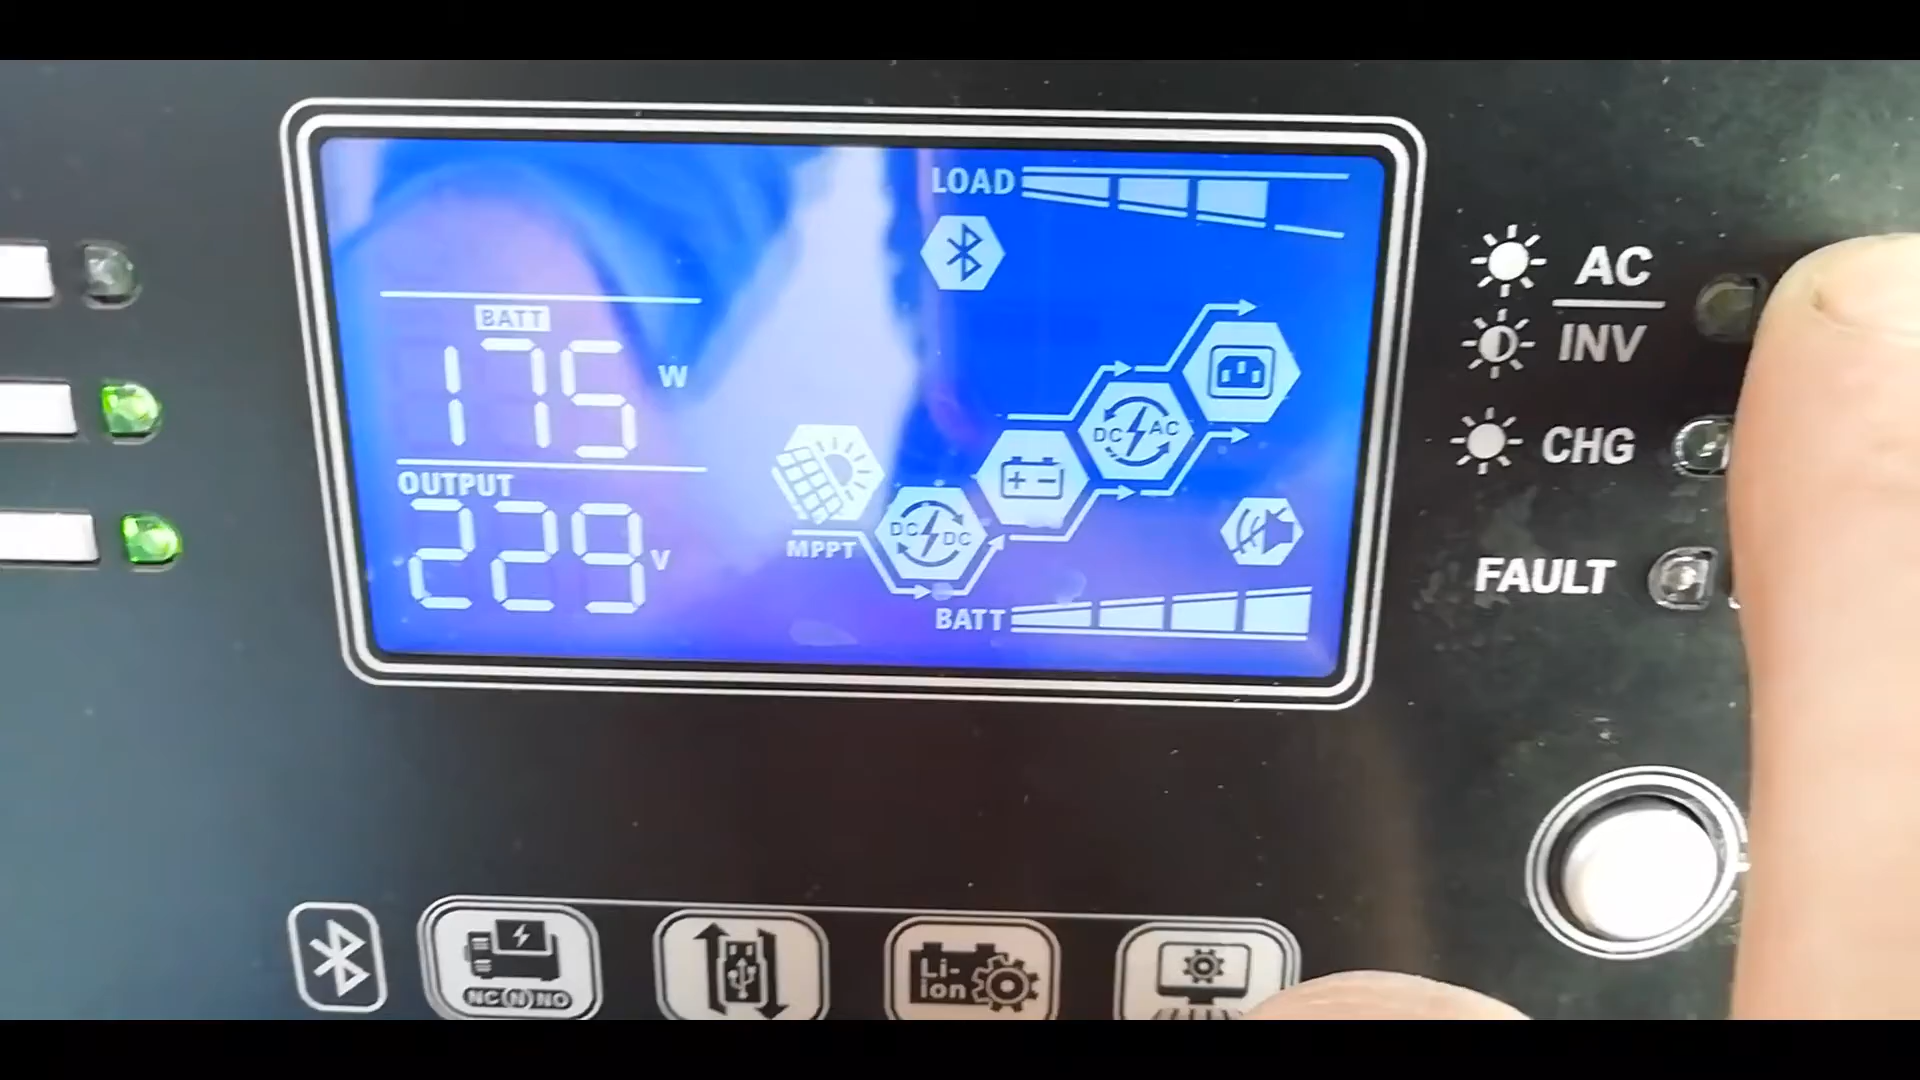 LOAD
BATT
175 W
OUTPUT
229 V
MPPT
DC DC
DC AC
BATT
AC
INV
CHG
FAULT
NC(N)NO
Li-
ion